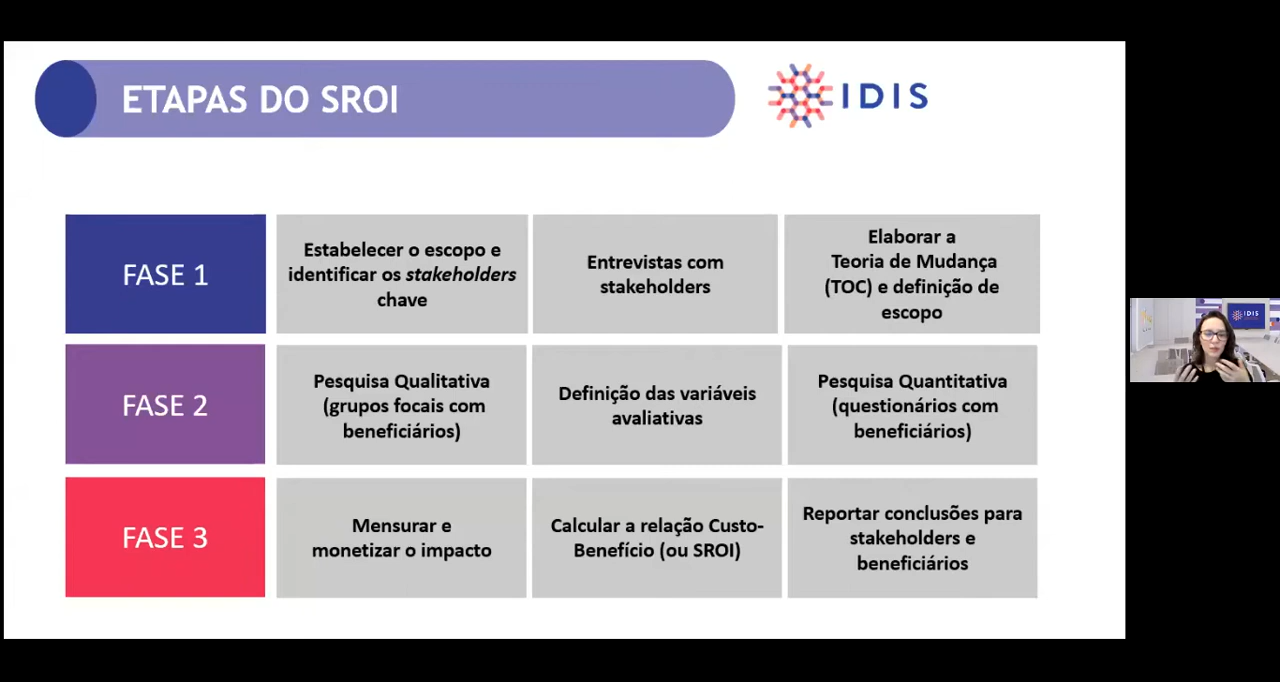 ETAPAS DO SROI
IDIS
FASE 1
Estabelecer o escopo e
identificar os stakeholders
chave
Entrevistas com
stakeholders
Elaborar a
Teoria de Mudança
(TOC) e definição de
escopo
FASE 2
Pesquisa Qualitativa
(grupos focais com
beneficiários)
Definição das variáveis
avaliativas
Pesquisa Quantitativa
(questionários com
beneficiários)
FASE 3
Mensurar e
monetizar o impacto
Calcular a relação Custo-
Benefício (ou SROI)
Reportar conclusões para
stakeholders e
beneficiários
IDIS